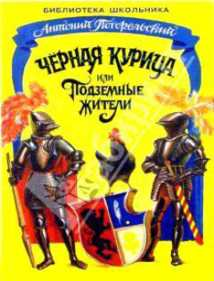 БИБЛИОТЕКА ШКОЛЬНИКА
Антоний Погорельский
ЧЕРНАЯ КУРИЦА
или
Подземные
жители